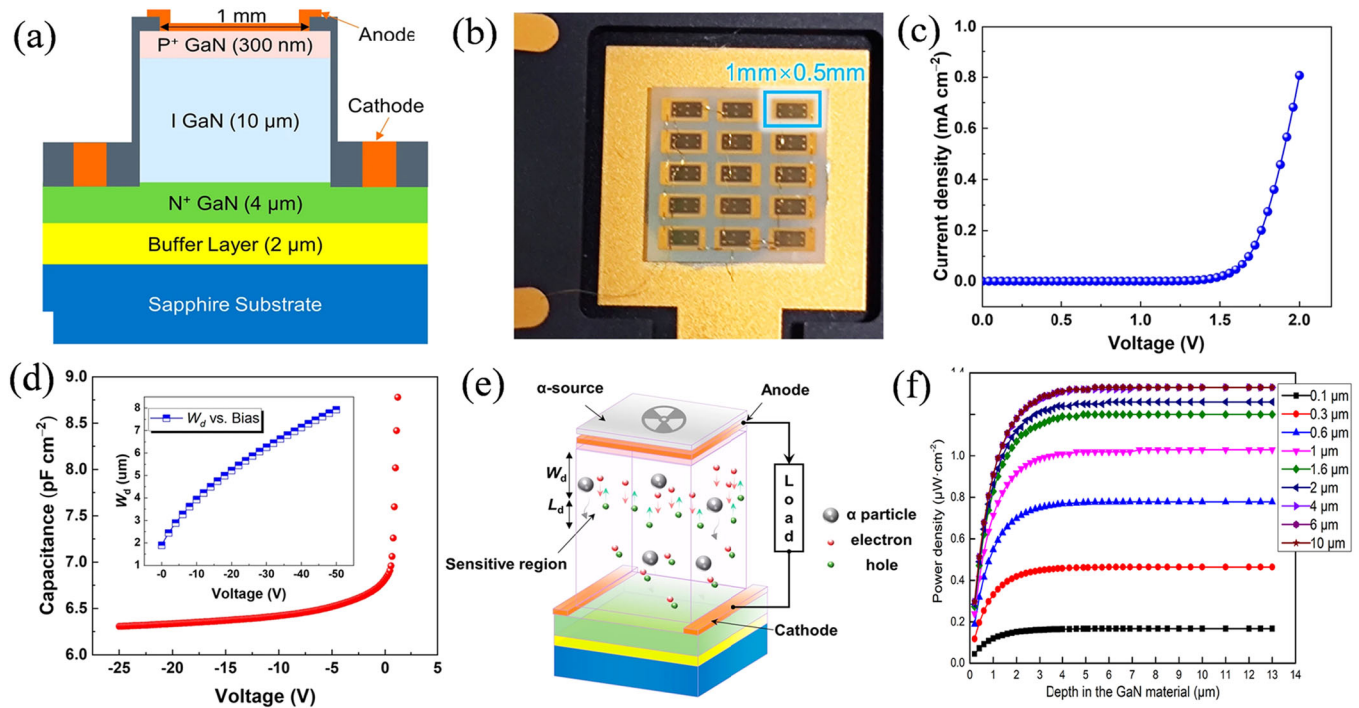 (a)
1 mm
Anode
P⁺ GaN (300 nm)
I GaN (10 μm)
Cathode
N⁺ GaN (4 μm)
Buffer Layer (2 μm)
Sapphire Substrate
(b)
1mm×0.5mm
(c)
Current density (mA cm⁻²)
1.0
0.8
0.6
0.4
0.2
0.0
0.0 0.5 1.0 1.5 2.0
Voltage (V)
(d)
Capacitance (pF cm⁻²)
9.0
8.5
8.0
7.5
7.0
6.5
6.0
-25 -20 -15 -10 -5 0 5
Voltage (V)
W_d vs. Bias
W_d (um)
8
7
6
5
4
3
2
1
-0 -10 -20 -30 -40 -50
Voltage (V)
(e)
α-source
Anode
W_d
L_d
Load
Sensitive region
α particle
electron
hole
Cathode
(f)
Power density (μW·cm⁻²)
1.4
1.2
1.0
0.8
0.6
0.4
0.2
0.0
0 1 2 3 4 5 6 7 8 9 10 11 12 13 14
Depth in the GaN material (μm)
0.1 μm
0.3 μm
0.6 μm
1 μm
1.6 μm
2 μm
4 μm
6 μm
10 μm